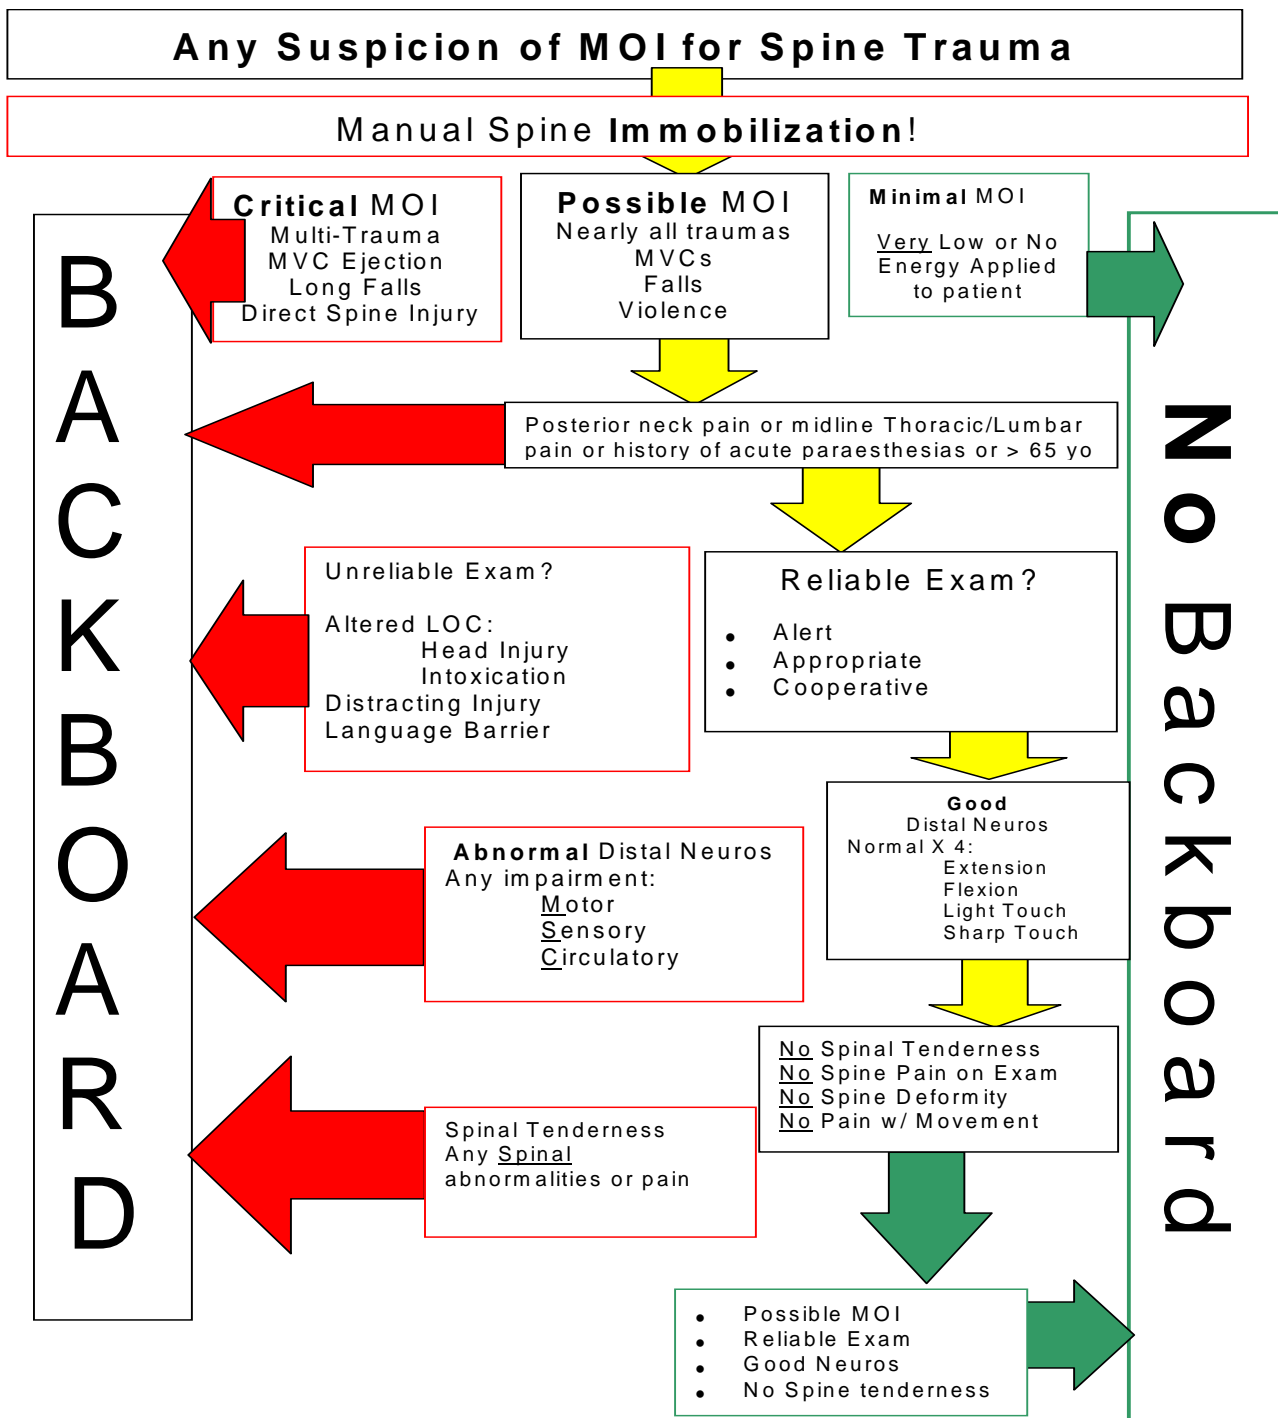 Any Suspicion of MOI for Spine Trauma
Manual Spine Immobilization!
Critical MOI
Multi-Trauma
MVC Ejection
Long Falls
Direct Spine Injury
Possible MOI
Nearly all traumas
MVCs
Falls
Violence
Minimal MOI
Very Low or No
Energy Applied
to patient
BACKBOARD
No Backboard
Posterior neck pain or midline Thoracic/Lumbar
pain or history of acute paraesthesias or > 65 yo
Unreliable Exam?
Altered LOC:
Head Injury
Intoxication
Distracting Injury
Language Barrier
Reliable Exam?
• Alert
• Appropriate
• Cooperative
Good
Distal Neuros
Normal X 4:
Extension
Flexion
Light Touch
Sharp Touch
Abnormal Distal Neuros
Any impairment:
Motor
Sensory
Circulatory
No Spinal Tenderness
No Spine Pain on Exam
No Spine Deformity
No Pain w/ Movement
Spinal Tenderness
Any Spinal
abnormalities or pain
• Possible MOI
• Reliable Exam
• Good Neuros
• No Spine tenderness